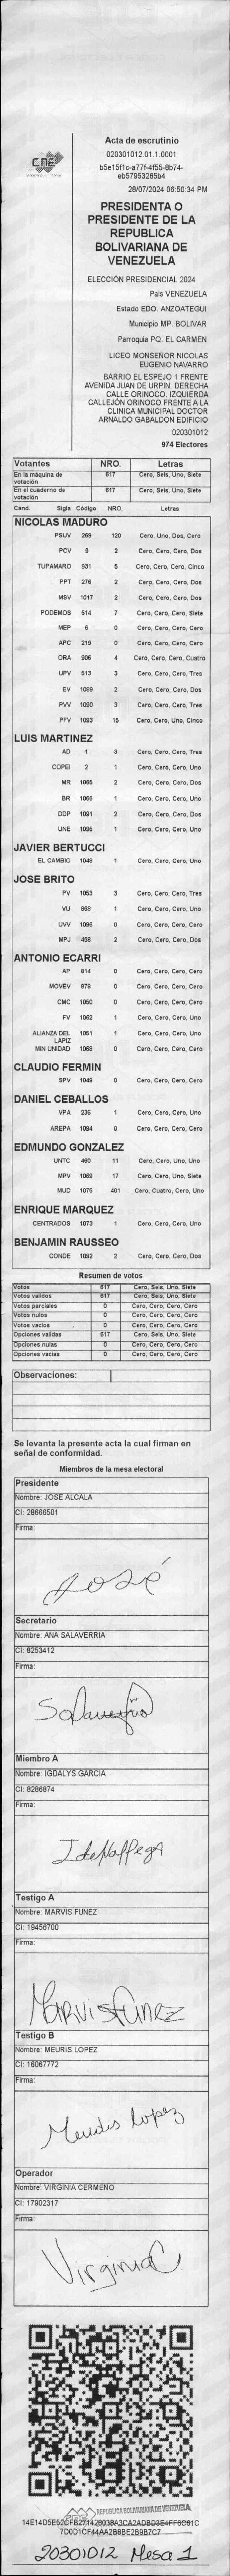 Acta de escrutinio
CNE
020301012.01.1.0001
b5e15f1c-a77f-4f55-8b74-
eb57953265b4
28/07/2024 06:50:34 PM
PRESIDENTA O
PRESIDENTE DE LA
REPUBLICA
BOLIVARIANA DE
VENEZUELA
ELECCIÓN PRESIDENCIAL 2024
País VENEZUELA
Estado EDO. ANZOATEGUI
Municipio MP. BOLIVAR
Parroquia PQ. EL CARMEN
LICEO MONSEÑOR NICOLAS
EUGENIO NAVARRO
BARRIO EL ESPEJO 1 FRENTE
AVENIDA JUAN DE URPIN. DERECHA
CALLE ORINOCO. IZQUIERDA
CALLEJÓN ORINOCO FRENTE A LA
CLINICA MUNICIPAL DOCTOR
ARNALDO GABALDON EDIFICIO
020301012
974 Electores
Votantes NRO. Letras
En la máquina de votación 617 Cero, Seis, Uno, Siete
En el cuaderno de votación 617 Cero, Seis, Uno, Siete
Cand. Sigla Codigo NRO. Letras
NICOLAS MADURO
PSUV 269 120 Cero, Uno, Dos, Cero
PCV 9 2 Cero, Cero, Cero, Dos
TUPAMARO 931 5 Cero, Cero, Cero, Cinco
PPT 276 2 Cero, Cero, Cero, Dos
MSV 1017 2 Cero, Cero, Cero, Dos
PODEMOS 514 7 Cero, Cero, Cero, Siete
MEP 6 0 Cero, Cero, Cero, Cero
APC 219 0 Cero, Cero, Cero, Cero
ORA 906 4 Cero, Cero, Cero, Cuatro
UPV 513 3 Cero, Cero, Cero, Tres
EV 1089 2 Cero, Cero, Cero, Dos
PVV 1090 3 Cero, Cero, Cero, Tres
PFV 1093 15 Cero, Cero, Uno, Cinco
LUIS MARTINEZ
AD 1 3 Cero, Cero, Cero, Tres
COPEI 2 1 Cero, Cero, Cero, Uno
MR 1065 2 Cero, Cero, Cero, Dos
BR 1066 1 Cero, Cero, Cero, Uno
DDP 1091 2 Cero, Cero, Cero, Dos
UNE 1095 1 Cero, Cero, Cero, Uno
JAVIER BERTUCCI
EL CAMBIO 1048 1 Cero, Cero, Cero, Uno
JOSE BRITO
PV 1053 3 Cero, Cero, Cero, Tres
VU 868 1 Cero, Cero, Cero, Uno
UVV 1096 0 Cero, Cero, Cero, Cero
MPJ 458 2 Cero, Cero, Cero, Dos
ANTONIO ECARRI
AP 814 0 Cero, Cero, Cero, Cero
MOVEV 878 0 Cero, Cero, Cero, Cero
CMC 1050 0 Cero, Cero, Cero, Cero
FV 1062 1 Cero, Cero, Cero, Uno
ALIANZA DEL LAPIZ 1051 1 Cero, Cero, Cero, Uno
MIN UNIDAD 1068 0 Cero, Cero, Cero, Cero
CLAUDIO FERMIN
SPV 1049 0 Cero, Cero, Cero, Cero
DANIEL CEBALLOS
VPA 236 1 Cero, Cero, Cero, Uno
AREPA 1094 0 Cero, Cero, Cero, Cero
EDMUNDO GONZALEZ
UNTC 460 11 Cero, Cero, Uno, Uno
MPV 1069 17 Cero, Cero, Uno, Siete
MUD 1075 401 Cero, Cuatro, Cero, Uno
ENRIQUE MARQUEZ
CENTRADOS 1073 1 Cero, Cero, Cero, Uno
BENJAMIN RAUSSEO
CONDE 1092 2 Cero, Cero, Cero, Dos
Resumen de votos
Votos 617 Cero, Seis, Uno, Siete
Votos validos 617 Cero, Seis, Uno, Siete
Votos parciales 0 Cero, Cero, Cero, Cero
Votos nulos 0 Cero, Cero, Cero, Cero
Votos vacíos 0 Cero, Cero, Cero, Cero
Opciones validas 617 Cero, Seis, Uno, Siete
Opciones nulas 0 Cero, Cero, Cero, Cero
Opciones vacias 0 Cero, Cero, Cero, Cero
Observaciones:
Se levanta la presente acta la cual firman en
señal de conformidad.
Miembros de la mesa electoral
Presidente
Nombre: JOSE ALCALA
CI: 28666501
Firma:
José
Secretario
Nombre: ANA SALAVERRIA
CI: 8253412
Firma:
Miembro A
Nombre: IGDALYS GARCIA
CI: 8286874
Firma:
Testigo A
Nombre: MARVIS FUNEZ
CI: 19456700
Firma:
Marvis Funez
Testigo B
Nombre: MEURIS LOPEZ
CI: 16067772
Firma:
Meuris Lopez
Operador
Nombre: VIRGINIA CERMEÑO
CI: 17902317
Firma:
Virginia C
REPUBLICA BOLIVARIANA DE VENEZUELA
20301012 Mesa 1